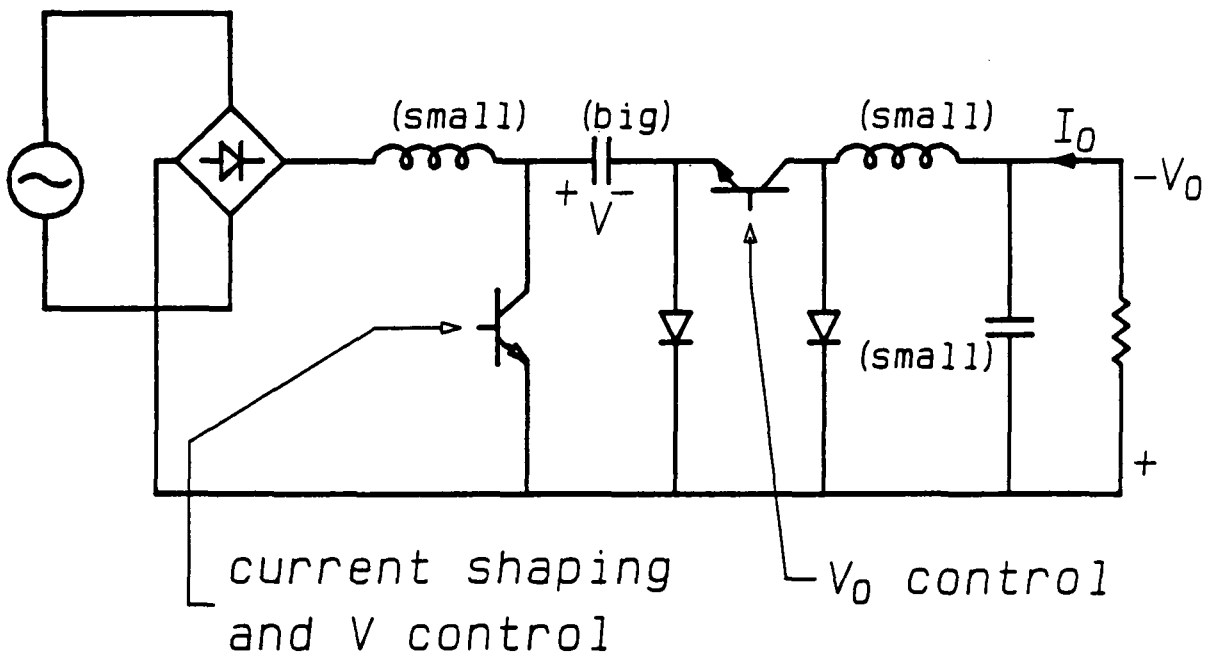 (small)
(big)
(small)
I0
+ V -
-V0
(small)
+
current shaping
and V control
V0 control